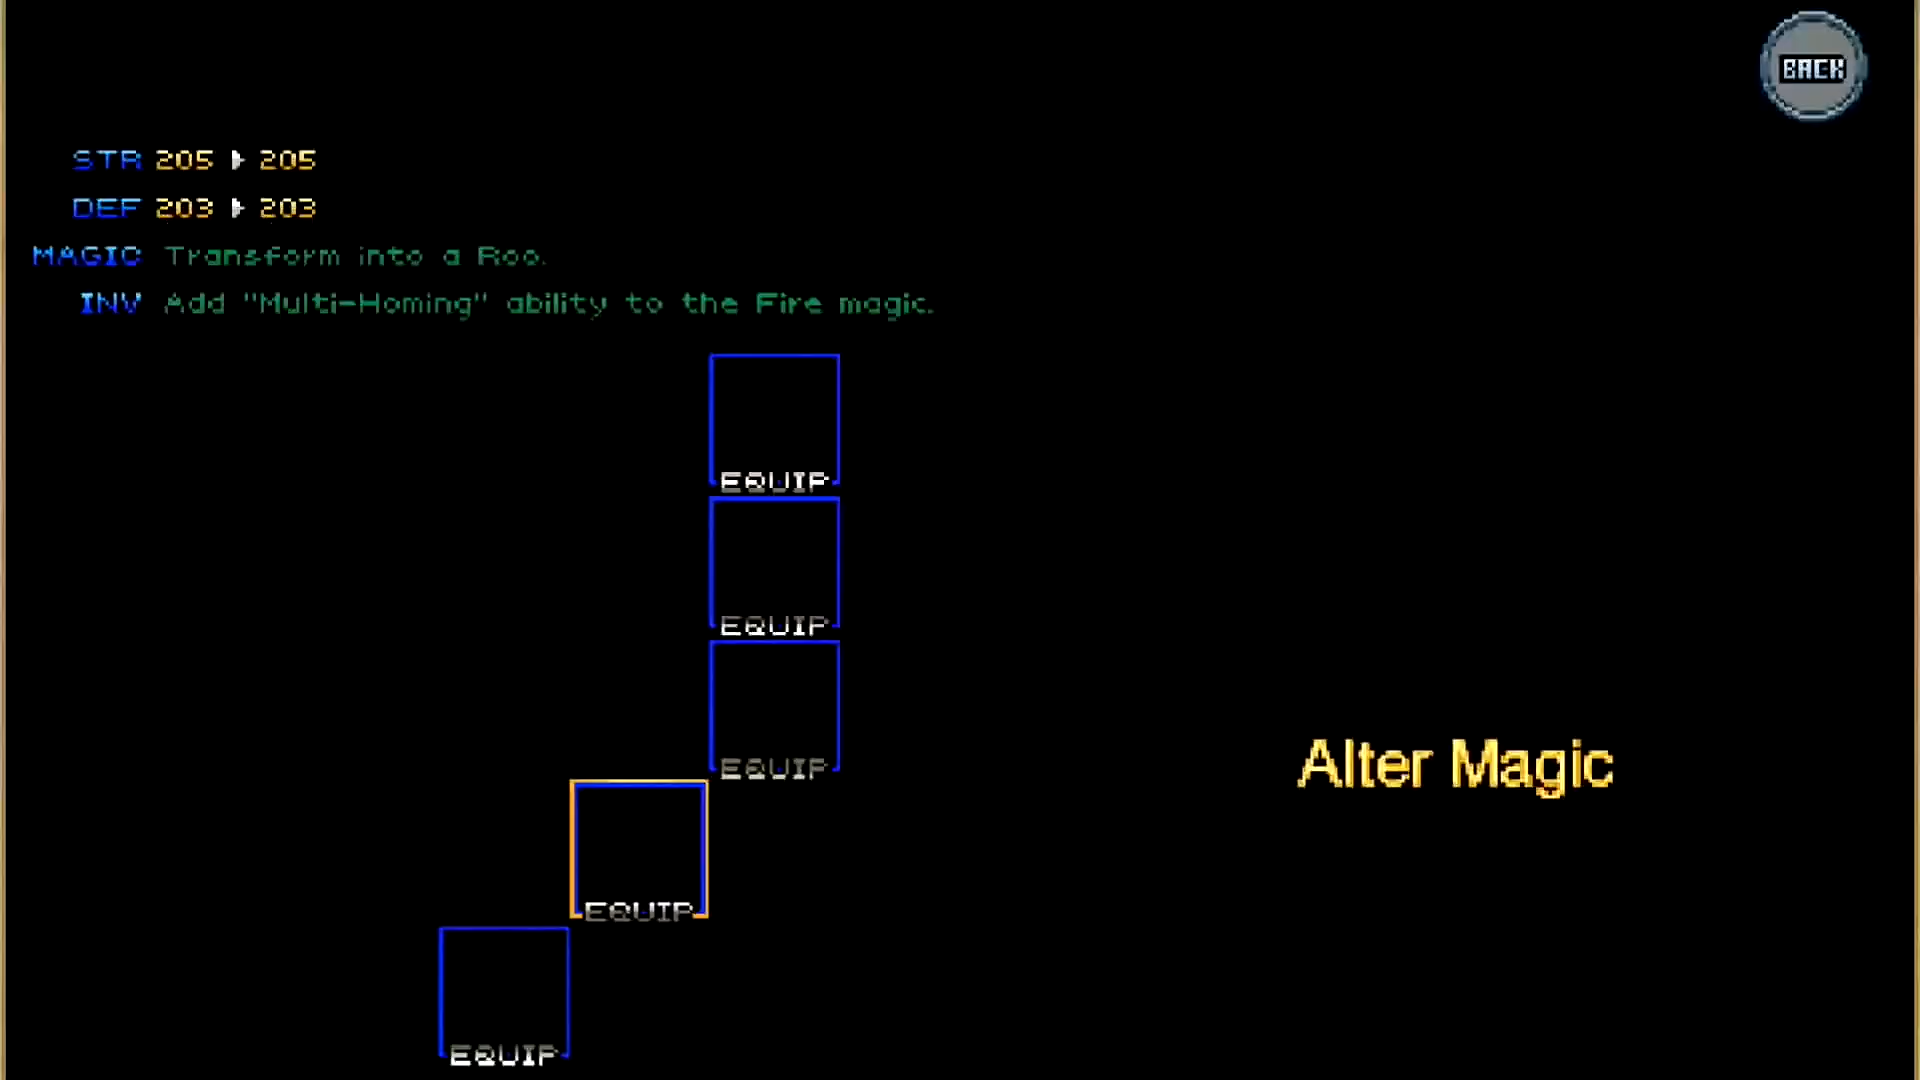 BACK
STR 205 205
DEF 203 203
MAGIC Transform into a Roo.
INV Add "Multi-Homing" ability to the Fire magic.
EQUIP
EQUIP
EQUIP
Alter Magic
EQUIP
EQUIP